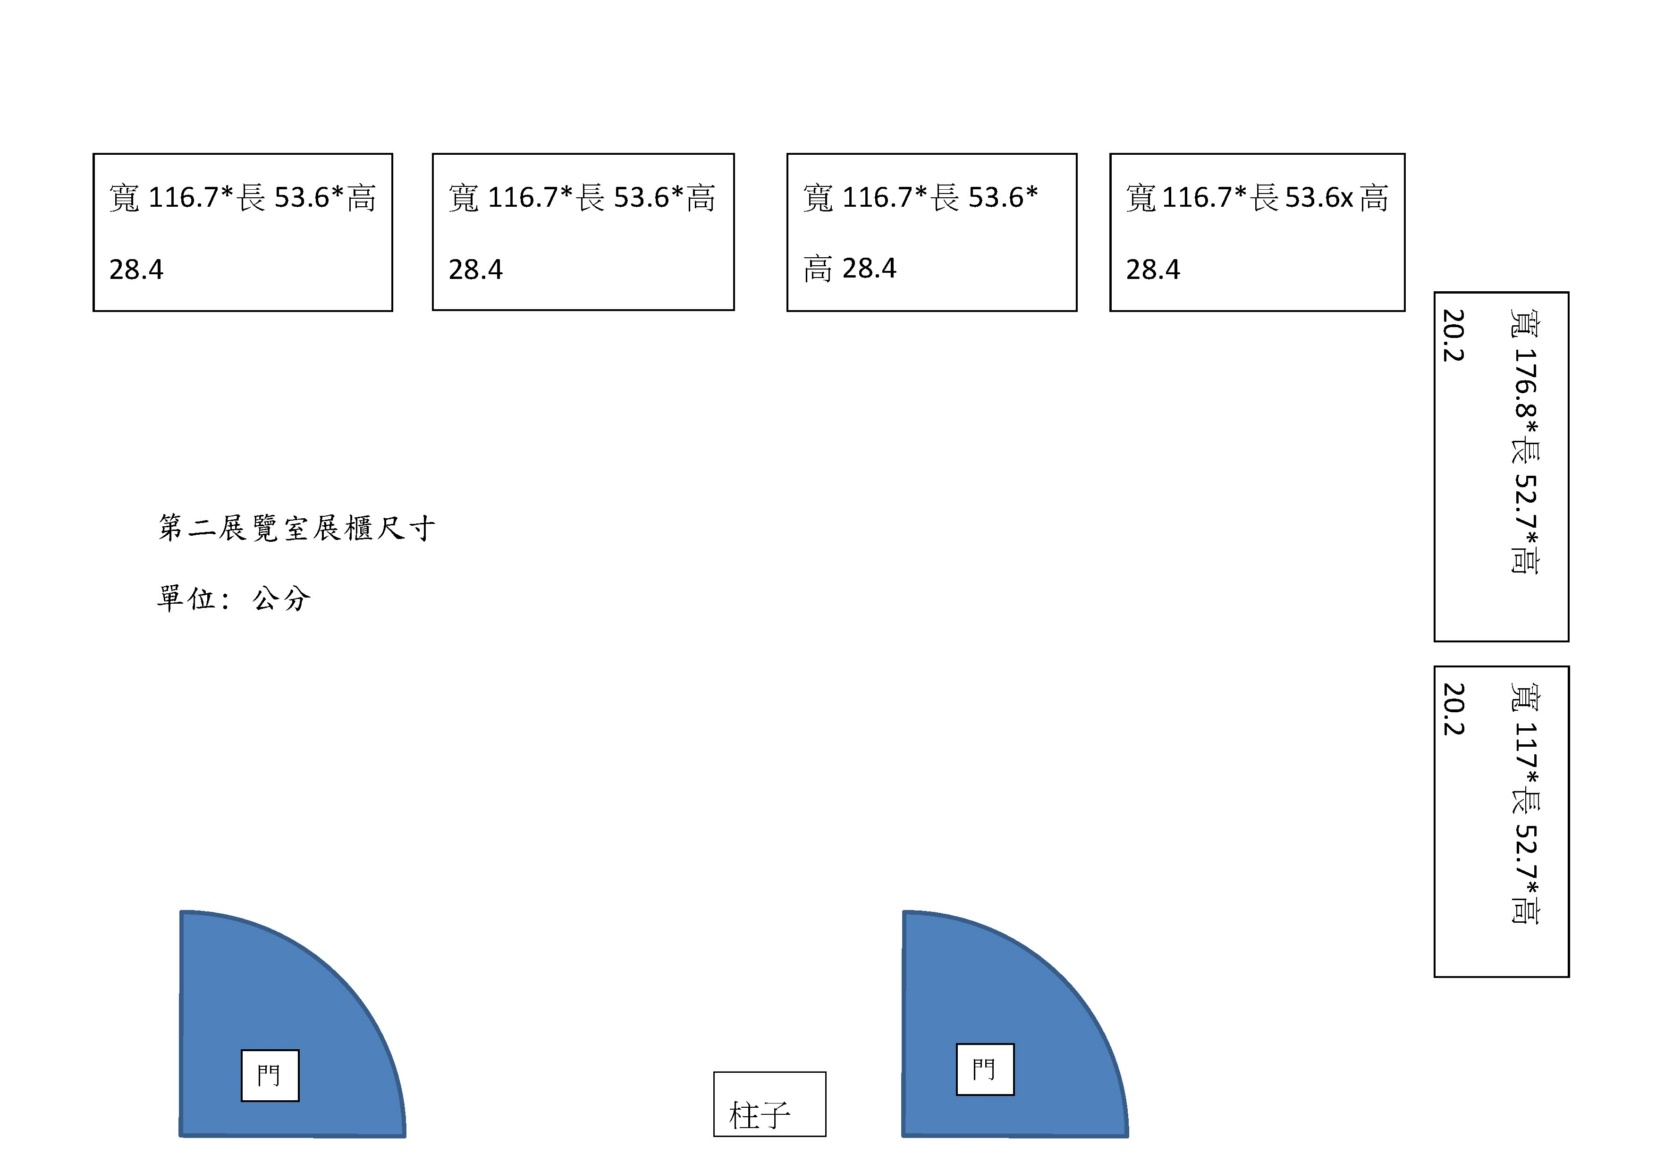 寬 116.7*長 53.6*高
28.4
寬 116.7*長 53.6*高
28.4
寬 116.7*長 53.6*
高 28.4
寬 116.7*長 53.6x 高
28.4
寬 176.8*長 52.7*高
20.2
寬 117*長 52.7*高
20.2
第二展覽室展櫃尺寸
單位：公分
門
柱子
門